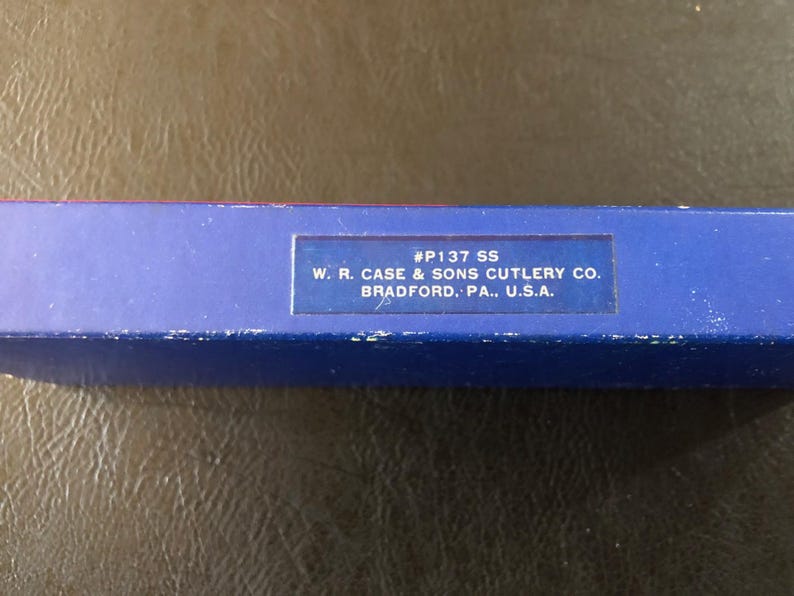 #P137 SS
W. R. CASE & SONS CUTLERY CO.
BRADFORD, PA., U.S.A.